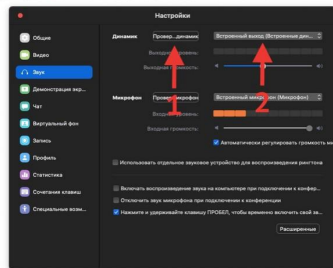 Настройки
Общие
Видео
Звук
Демонстрация экр...
Чат
Виртуальный фон
Запись
Профиль
Статистика
Сочетания клавиш
Специальные возм...
Динамик
Провер...динамик
Встроенный выход (Встроенные дин...
Выходной уровень:
Выходная громкость:
1
2
Микрофон
Встроенный микрофон (Микрофон)
Входной уровень:
Входная громкость:
Автоматически регулировать громкость ми
Использовать отдельное звуковое устройство для воспроизведения рингтона
Включать воспроизведение звука на компьютере при подключении к конфер...
Отключить звук микрофона при подключении к конференции
Нажмите и удерживайте клавишу ПРОБЕЛ, чтобы временно включить свой зв...
Расширенные